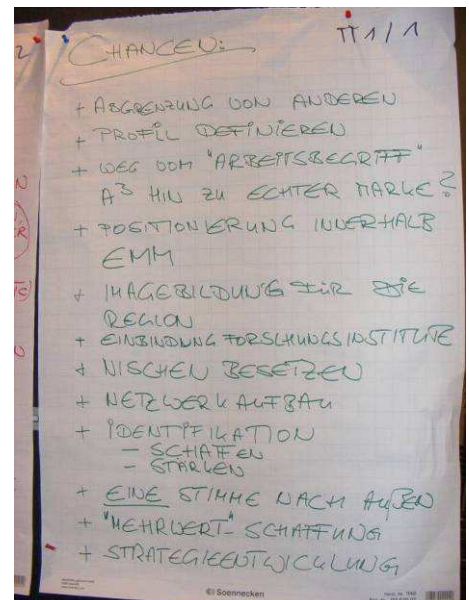 CHANCEN:
TT 1/1
+ ABGRENZUNG VON ANDEREN
+ PROFIL DEFINIEREN
+ WEG VOM "ARBEITSBEGRIFF"
A³ HIN ZU ECHTER MARKE?
+ POSITIONIERUNG INNERHALB
EMM
+ IMAGEBILDUNG FÜR DIE
REGION
+ EINBINDUNG FORSCHUNGSINSTITUTE
+ NISCHEN BESETZEN
+ NETZWERKAUFBAU
+ IDENTIFIKATION
– SCHAFFEN
– STÄRKEN
+ EINE STIMME NACH AUßEN
+ "MEHRWERT"-SCHAFFUNG
+ STRATEGIEENTWICKLUNG
Soennecken